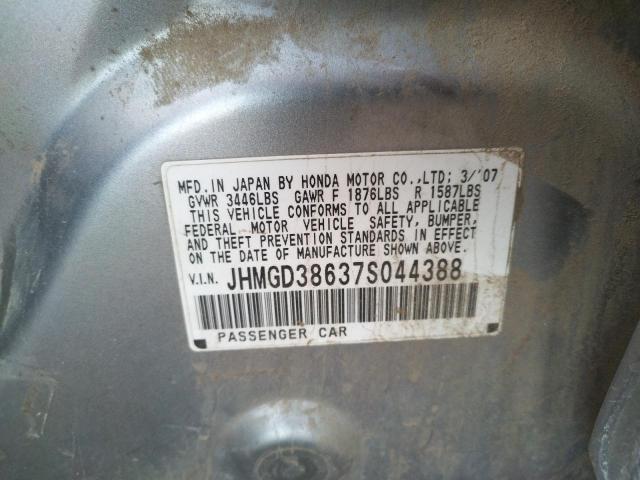 MFD. IN JAPAN BY HONDA MOTOR CO., LTD; 3/'07
GVWR 3446LBS GAWR F 1876LBS R 1587LBS
THIS VEHICLE CONFORMS TO ALL APPLICABLE
FEDERAL MOTOR VEHICLE SAFETY, BUMPER,
AND THEFT PREVENTION STANDARDS IN EFFECT
ON THE DATE OF MANUFACTURE SHOWN ABOVE.
V.I.N. JHMGD38637S044388
PASSENGER CAR